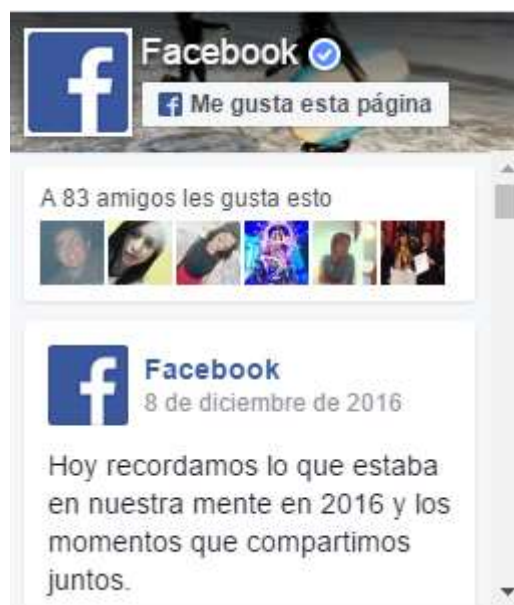 Facebook
Me gusta esta página
A 83 amigos les gusta esto
Facebook
8 de diciembre de 2016
Hoy recordamos lo que estaba
en nuestra mente en 2016 y los
momentos que compartimos
juntos.